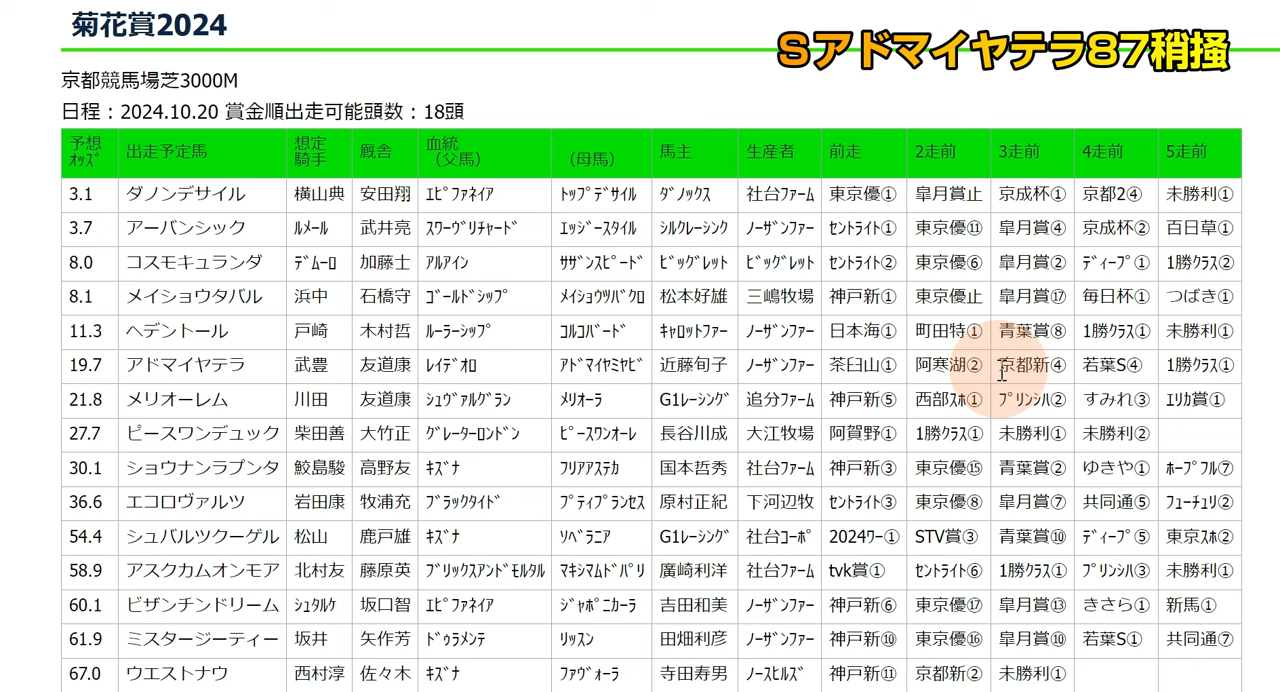 菊花賞2024
Sアドマイヤテラ87稍掻
京都競馬場芝3000M
日程：2024.10.20 賞金順出走可能頭数：18頭
予想ｵｯｽﾞ 出走予定馬 想定騎手 厩舎 血統（父馬） （母馬） 馬主 生産者 前走 2走前 3走前 4走前 5走前
3.1 ダノンデサイル 横山典 安田翔 ｴﾋﾟﾌｧﾈｲｱ ﾄｯﾌﾟﾃﾞｻｲﾙ ﾀﾞﾉｯｸｽ 社台ﾌｧｰﾑ 東京優① 皐月賞止 京成杯① 京都2④ 未勝利①
3.7 アーバンシック ﾙﾒｰﾙ 武井亮 ｽﾜｰｳﾞﾘﾁｬｰﾄﾞ ｴｯｼﾞｰｽﾀｲﾙ ｼﾙｸﾚｰｼﾝｸ ﾉｰｻﾞﾝﾌｧｰ ｾﾝﾄﾗｲﾄ① 東京優⑪ 皐月賞④ 京成杯② 百日草①
8.0 コスモキュランダ ﾃﾞﾑｰﾛ 加藤士 ｱﾙｱｲﾝ ｻｻﾞﾝｽﾋﾟｰﾄﾞ ﾋﾞｯｸﾞﾚｯﾄ ﾋﾞｯｸﾞﾚｯﾄ ｾﾝﾄﾗｲﾄ② 東京優⑥ 皐月賞② ﾃﾞｨｰﾌﾟ① 1勝ｸﾗｽ②
8.1 メイショウタバル 浜中 石橋守 ｺﾞｰﾙﾄﾞｼｯﾌﾟ ﾒｲｼｮｳﾂﾊﾞｸﾛ 松本好雄 三嶋牧場 神戸新① 東京優止 皐月賞⑰ 毎日杯① つばき①
11.3 ヘデントール 戸崎 木村哲 ﾙｰﾗｰｼｯﾌﾟ ｺﾙｺﾊﾞｰﾄﾞ ｷｬﾛｯﾄﾌｧｰ ﾉｰｻﾞﾝﾌｧｰ 日本海① 町田特① 青葉賞⑧ 1勝ｸﾗｽ① 未勝利①
19.7 アドマイヤテラ 武豊 友道康 ﾚｲﾃﾞｵﾛ ｱﾄﾞﾏｲﾔﾐﾔﾋﾞ 近藤旬子 ﾉｰｻﾞﾝﾌｧｰ 茶臼山① 阿寒湖② 京都新④ 若葉S④ 1勝ｸﾗｽ①
21.8 メリオーレム 川田 友道康 ｼｭｳﾞｧﾙｸﾞﾗﾝ ﾒﾘｵｰﾗ G1ﾚｰｼﾝｸﾞ 追分ﾌｧｰﾑ 神戸新⑤ 西部ｽﾎ① ﾌﾟﾘﾝｼﾊ② すみれ③ ｴﾘｶ賞①
27.7 ピースワンデュック 柴田善 大竹正 ｸﾞﾚｰﾀｰﾛﾝﾄﾞﾝ ﾋﾟｰｽﾜﾝｵｰﾚ 長谷川成 大江牧場 阿賀野① 1勝ｸﾗｽ① 未勝利① 未勝利②
30.1 ショウナンラプンタ 鮫島駿 高野友 ｷｽﾞﾅ ﾌﾘｱｱｽﾃｶ 国本哲秀 社台ﾌｧｰﾑ 神戸新③ 東京優⑮ 青葉賞② ゆきや① ﾎｰﾌﾟﾌﾙ⑦
36.6 エコロヴァルツ 岩田康 牧浦充 ﾌﾞﾗｯｸﾀｲﾄﾞ ﾌﾟﾃｨﾌﾟﾗﾝｾｽ 原村正紀 下河辺牧 ｾﾝﾄﾗｲﾄ③ 東京優⑧ 皐月賞⑦ 共同通⑤ ﾌｭｰﾁｭﾘ②
54.4 シュバルツクーゲル 松山 鹿戸雄 ｷｽﾞﾅ ｿﾍﾞﾗﾆｱ G1ﾚｰｼﾝｸﾞ 社台ｺｰﾎﾟ 2024ﾜｰ① STV賞③ 青葉賞⑩ ﾃﾞｨｰﾌﾟ⑤ 東京ｽﾎ②
58.9 アスクカムオンモア 北村友 藤原英 ﾌﾞﾘｯｸｽｱﾝﾄﾞﾓﾙﾀﾙ ﾏｷｼﾏﾑﾄﾞﾊﾟﾘ 廣崎利洋 社台ﾌｧｰﾑ tvk賞① ｾﾝﾄﾗｲﾄ⑥ 1勝ｸﾗｽ① ﾌﾟﾘﾝｼﾊ③ 未勝利①
60.1 ビザンチンドリーム ｼｭﾀﾙｹ 坂口智 ｴﾋﾟﾌｧﾈｲｱ ｼﾞｬﾎﾟﾆｶｰﾗ 吉田和美 ﾉｰｻﾞﾝﾌｧｰ 神戸新⑥ 東京優⑰ 皐月賞⑬ きさら① 新馬①
61.9 ミスタージーティー 坂井 矢作芳 ﾄﾞｩﾗﾒﾝﾃ ﾘｯｽﾝ 田畑利彦 ﾉｰｻﾞﾝﾌｧｰ 神戸新⑩ 東京優⑯ 皐月賞⑩ 若葉S① 共同通⑦
67.0 ウエストナウ 西村淳 佐々木 ｷｽﾞﾅ ﾌｧｳﾞｫｰﾗ 寺田寿男 ﾉｰｽﾋﾙｽﾞ 神戸新⑪ 京都新② 未勝利①